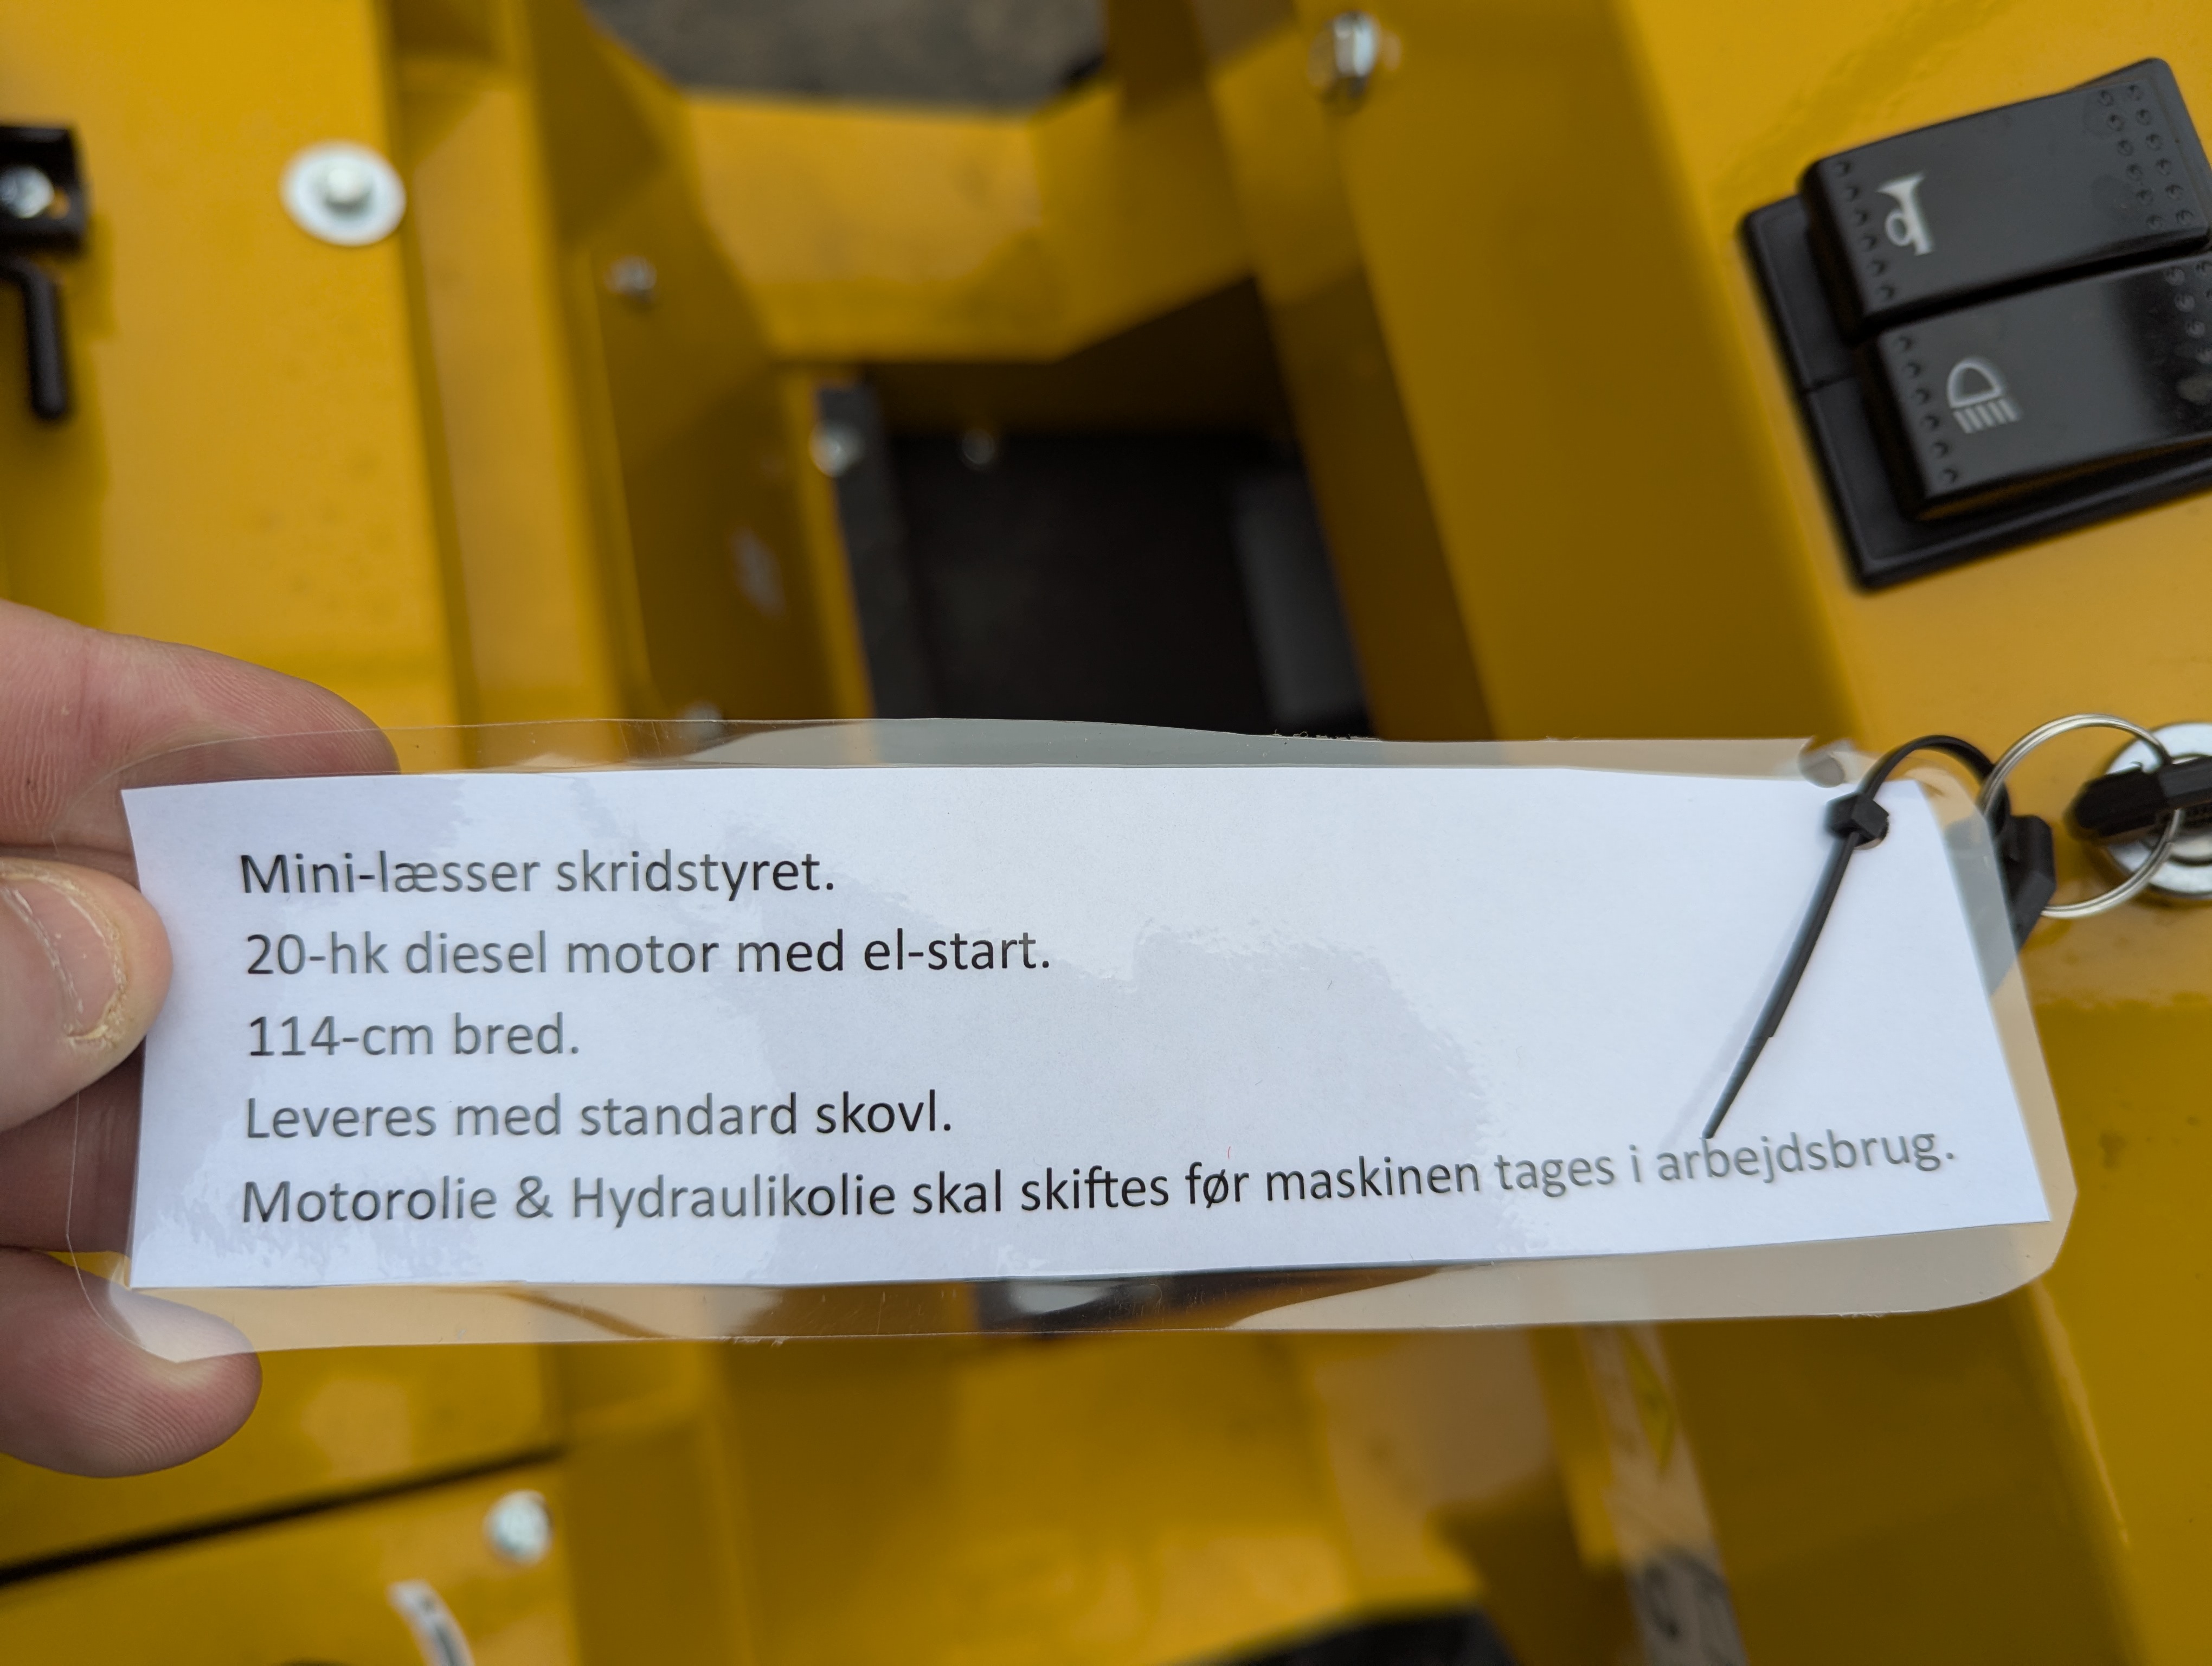 Mini-læsser skridstyret.
20-hk diesel motor med el-start.
114-cm bred.
Leveres med standard skovl.
Motorolie & Hydraulikolie skal skiftes før maskinen tages i arbejdsbrug.